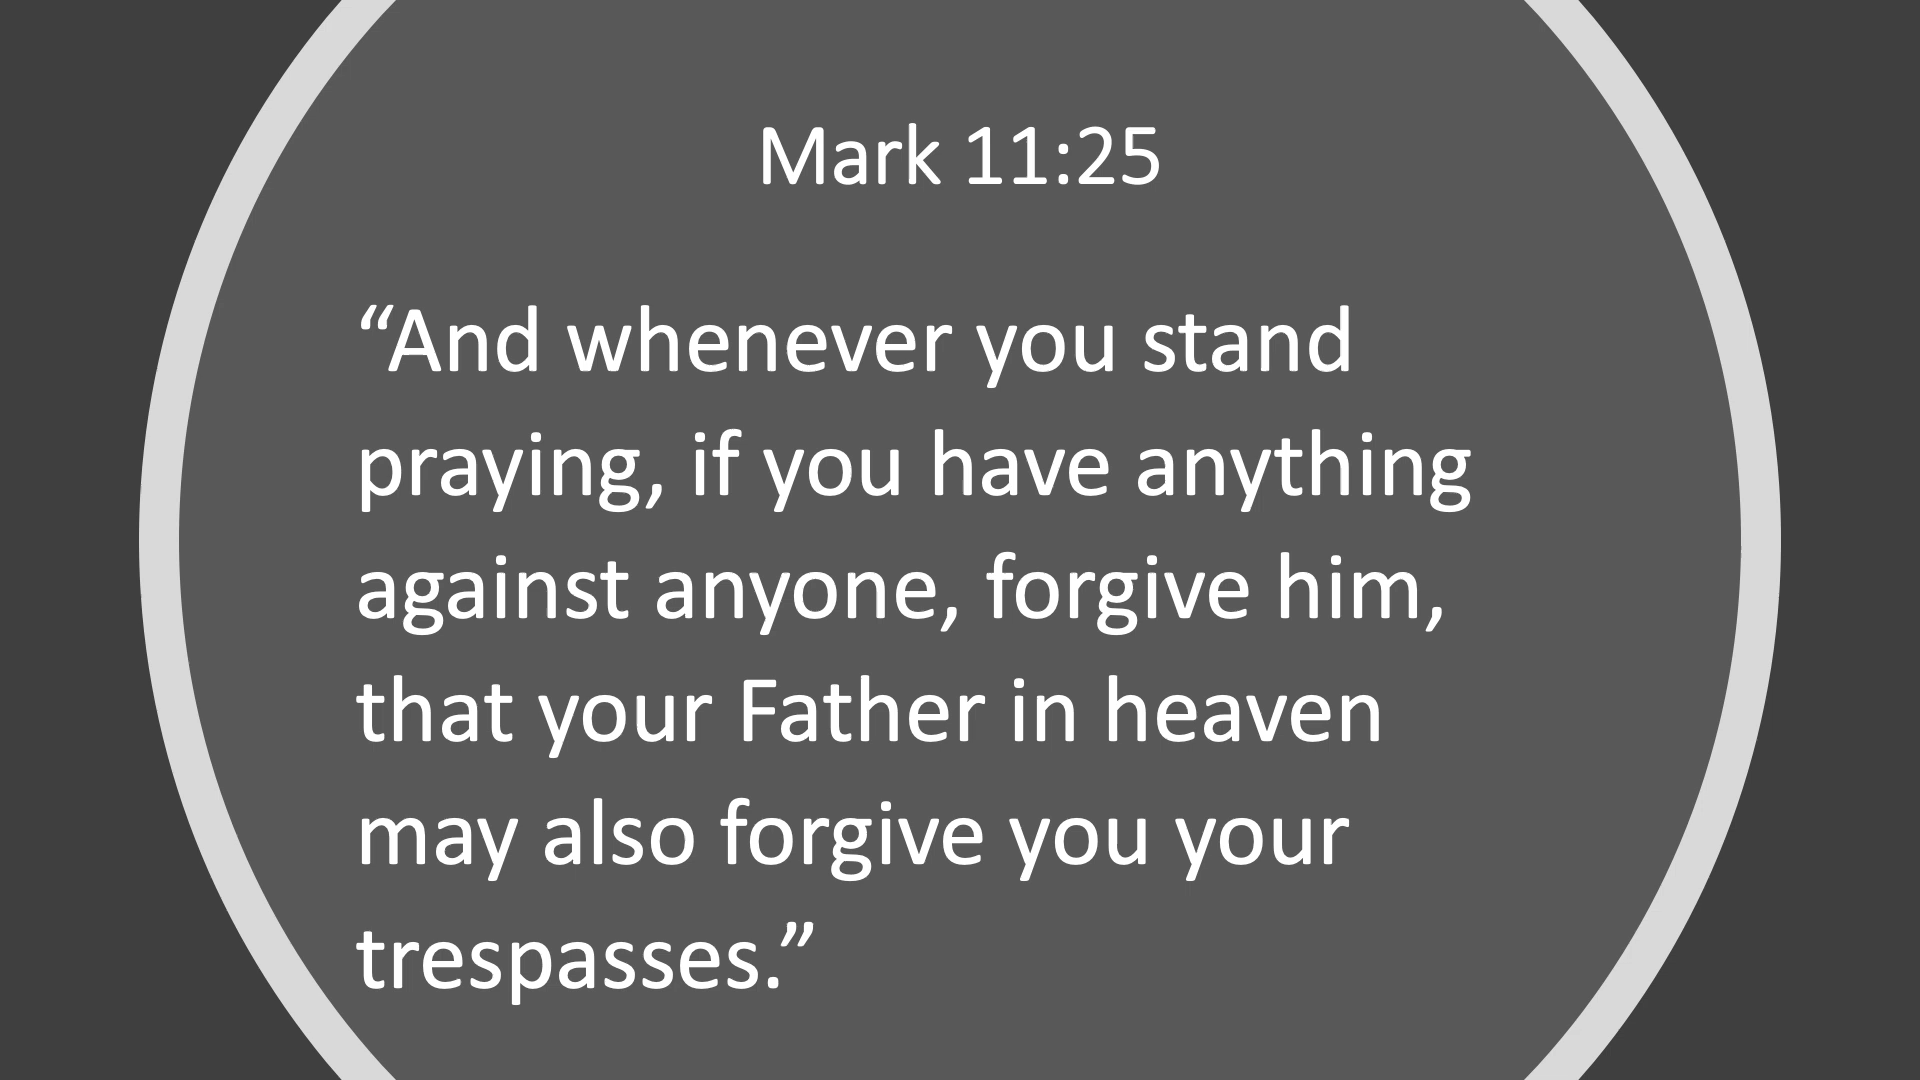 Mark 11:25
“And whenever you stand
praying, if you have anything
against anyone, forgive him,
that your Father in heaven
may also forgive you your
trespasses.”